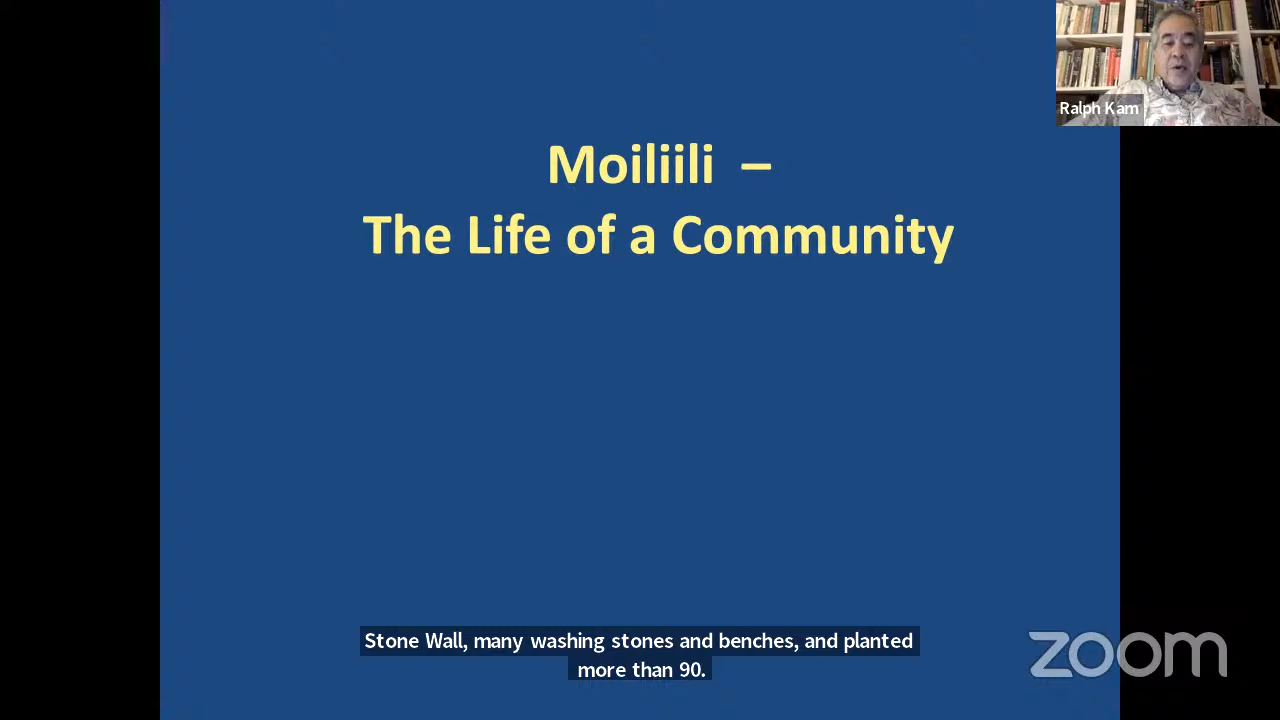 Ralph Kam
Moiliili –
The Life of a Community
Stone Wall, many washing stones and benches, and planted
more than 90.
zoom